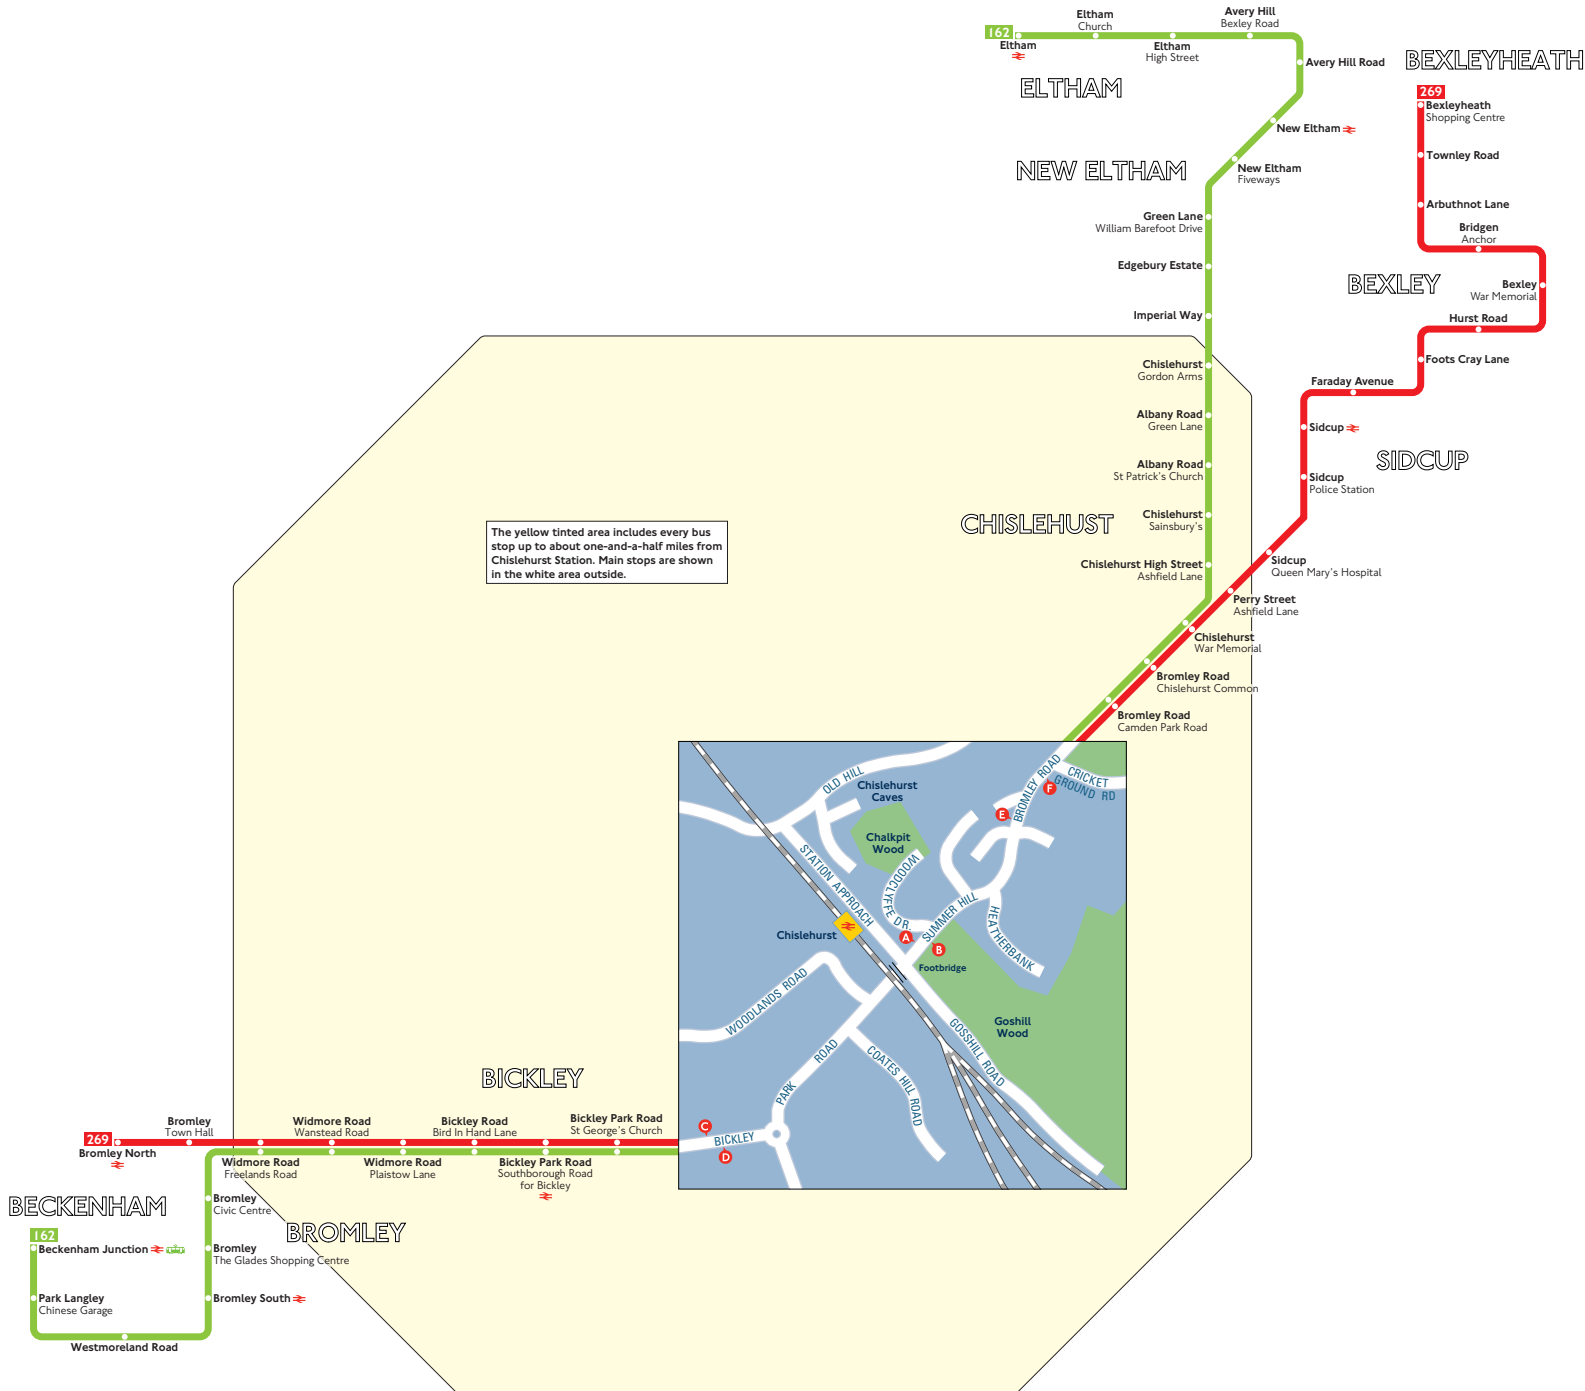 162
Eltham
Eltham
Church
Eltham
High Street
Avery Hill
Bexley Road
Avery Hill Road
ELTHAM
BEXLEYHEATH
269
Bexleyheath
Shopping Centre
New Eltham
Townley Road
NEW ELTHAM
New Eltham
Fiveways
Arbuthnot Lane
Green Lane
William Barefoot Drive
Bridgen
Anchor
Edgebury Estate
BEXLEY
Bexley
War Memorial
Imperial Way
Hurst Road
Chislehurst
Gordon Arms
Foots Cray Lane
Faraday Avenue
Albany Road
Green Lane
Sidcup
SIDCUP
Albany Road
St Patrick's Church
Sidcup
Police Station
CHISLEHUST
Chislehurst
Sainsbury's
The yellow tinted area includes every bus
stop up to about one-and-a-half miles from
Chislehurst Station. Main stops are shown
in the white area outside.
Chislehurst High Street
Ashfield Lane
Sidcup
Queen Mary's Hospital
Perry Street
Ashfield Lane
Chislehurst
War Memorial
Bromley Road
Chislehurst Common
Bromley Road
Camden Park Road
OLD HILL
Chislehurst
Caves
BROMLEY ROAD
CRICKET
GROUND RD
F
E
Chalkpit
Wood
STATION APPROACH
WOODCLYFFE DR.
SUMMER HILL
HEATHERBANK
Chislehurst
A
B
Footbridge
WOODLANDS ROAD
Goshill
Wood
GOSSHILL ROAD
PARK ROAD
COATES HILL ROAD
C
BICKLEY
D
BICKLEY
269
Bromley North
Bromley
Town Hall
Widmore Road
Wanstead Road
Bickley Road
Bird In Hand Lane
Bickley Park Road
St George's Church
Widmore Road
Freelands Road
Widmore Road
Plaistow Lane
Bickley Park Road
Southborough Road
for Bickley
BECKENHAM
Bromley
Civic Centre
BROMLEY
162
Beckenham Junction
Bromley
The Glades Shopping Centre
Park Langley
Chinese Garage
Bromley South
Westmoreland Road